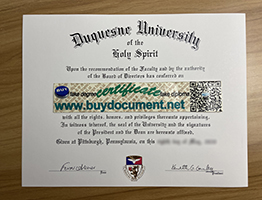 Duquesne University
of the
Holy Spirit
Upon the recommendation of the Faculty and by the authority
of the Board of Directors has conferred on
certificate
www.buydocument.net
with all the rights, honors, and privileges thereunto appertaining.
In witness whereof, the seal of the University and the signatures
of the President and the Dean are hereunto affixed.
Given at Pittsburgh, Pennsylvania, on this